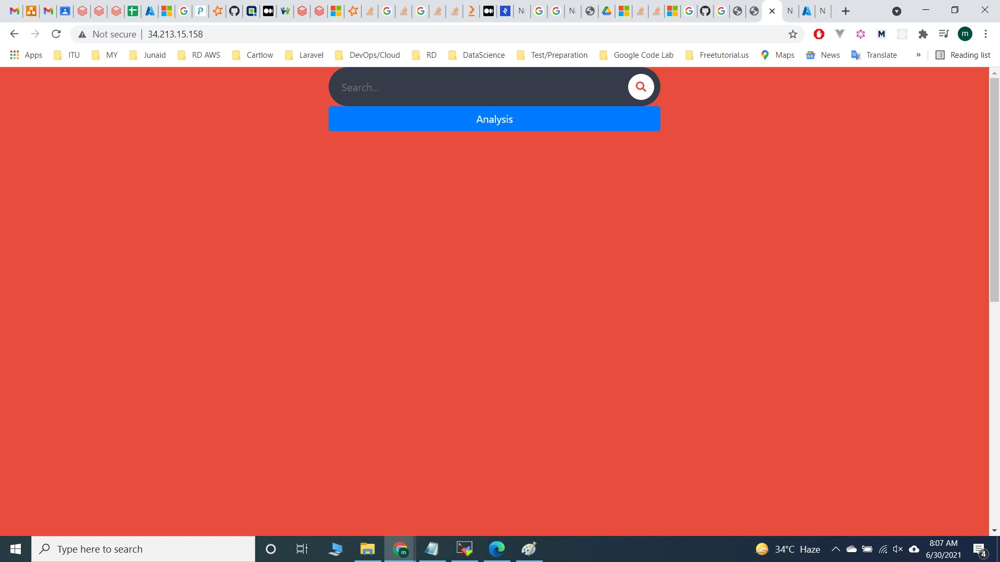 N
N
N
N
Not secure
34.213.15.158
m
Apps
ITU
MY
Junaid
RD AWS
Cartlow
Laravel
DevOps/Cloud
RD
DataScience
Test/Preparation
Google Code Lab
Freetutorial.us
Maps
News
Translate
»
Reading list
Search...
Analysis
Type here to search
34°C Haze
8:07 AM
6/30/2021
4